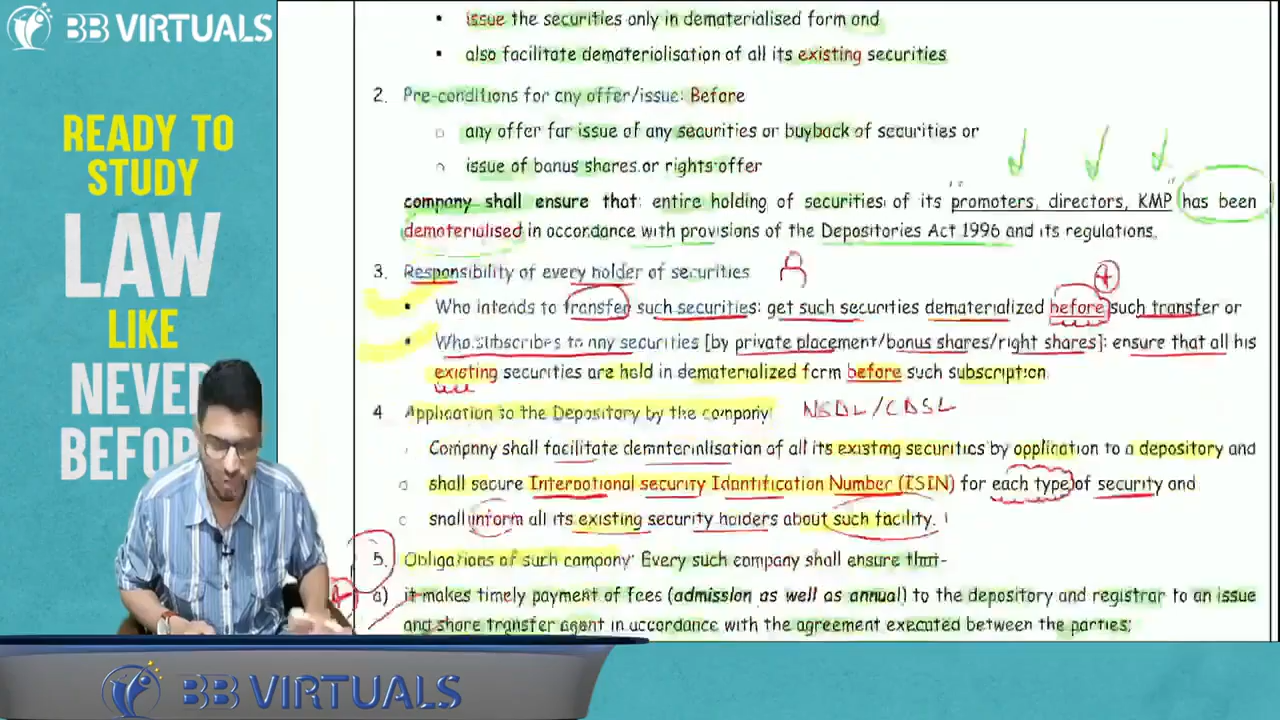 BB VIRTUALS
READY TO
STUDY
LAW
LIKE
NEVER
BEFO
• issue the securities only in dematerialised form and
• also facilitate dematerialisation of all its existing securities
2. Pre-conditions for any offer/issue: Before
any offer for issue of any securities or buyback of securities or
issue of bonus shares or rights offer
company shall ensure that: entire holding of securities of its promoters, directors, KMP has been
dematerialised in accordance with provisions of the Depositories Act 1996 and its regulations.
3. Responsibility of every holder of securities
• Who intends to transfer such securities: get such securities dematerialized before such transfer or
• Who subscribes to any securities [by private placement/bonus shares/right shares]: ensure that all his
existing securities are held in dematerialized form before such subscription.
4 Application to the Depository by the company: NSDL/CDSL
Company shall facilitate dematerialisation of all its existing securities by application to a depository and
shall secure International security Identification Number (ISIN) for each type of security and
shall inform all its existing security holders about such facility.
5. Obligations of such company: Every such company shall ensure that-
a) it makes timely payment of fees (admission as well as annual) to the depository and registrar to an issue
and share transfer agent in accordance with the agreement executed between the parties;
BB VIRTUALS